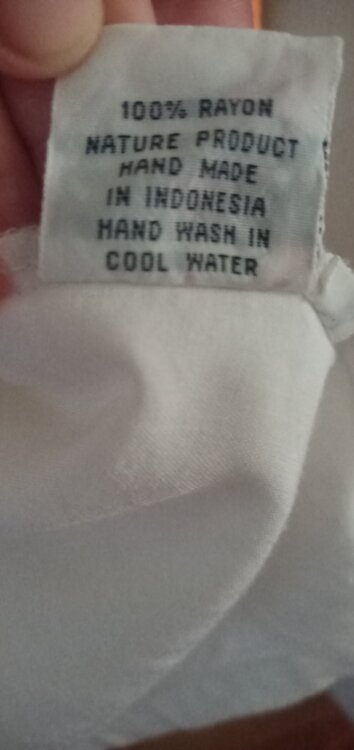 100% RAYON
NATURE PRODUCT
HAND MADE
IN INDONESIA
HAND WASH IN
COOL WATER